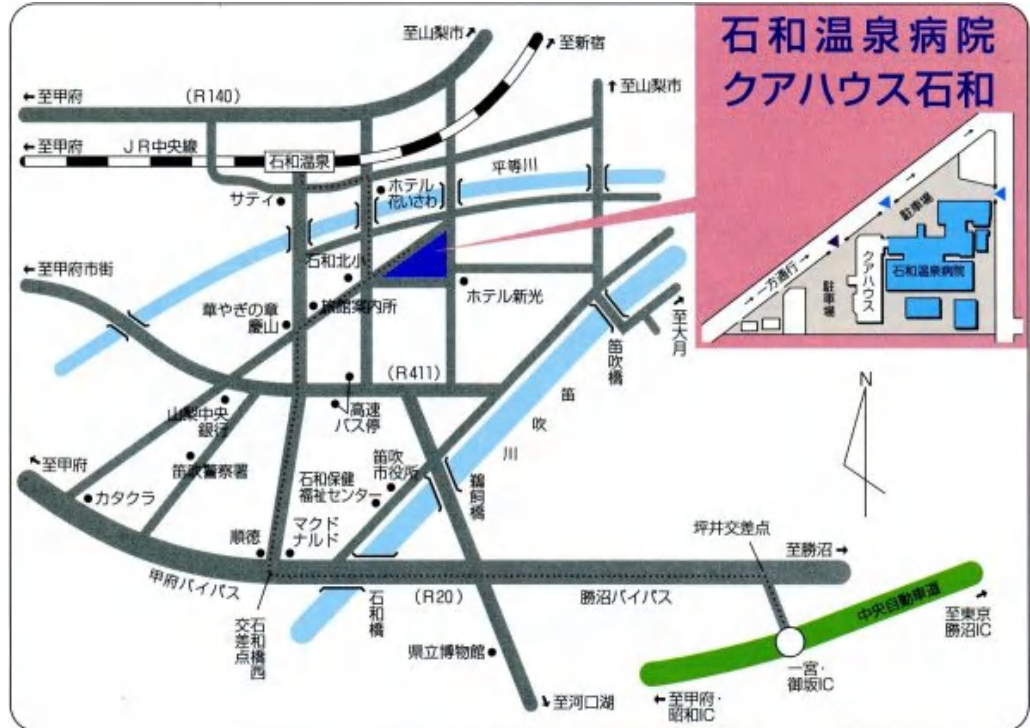 石和温泉病院
クアハウス石和
至山梨市
至新宿
←至甲府
(R140)
↑至山梨市
←至甲府
JR中央線
石和温泉
平等川
サティ
ホテル
花いさわ
←至甲府市街
石和北小
旅館案内所
ホテル新光
華やぎの章
慶山
至大月
笛吹橋
(R411)
高速
バス停
笛吹川
山梨中央
銀行
笛吹警察署
笛吹
市役所
石和保健
福祉センター
鵜飼橋
至甲府
カタクラ
順徳
マクド
ナルド
坪井交差点
至勝沼→
甲府バイパス
石和橋西
交差点
石和橋
(R20)
勝沼バイパス
県立博物館
至河口湖
中央自動車道
至東京・
勝沼IC
一宮・
御坂IC
←至甲府・
昭和IC
N
→一方通行→
駐車場
駐車場
クアハウス
石和温泉病院